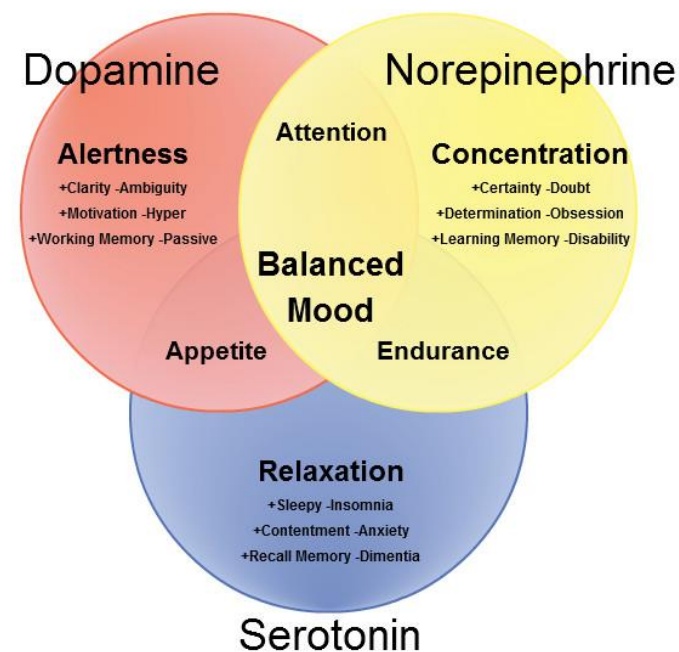 Dopamine
Norepinephrine
Attention
Alertness
+Clarity -Ambiguity
+Motivation -Hyper
+Working Memory -Passive
Concentration
+Certainty -Doubt
+Determination -Obsession
+Learning Memory -Disability
Balanced
Mood
Appetite
Endurance
Relaxation
+Sleepy -Insomnia
+Contentment -Anxiety
+Recall Memory -Dimentia
Serotonin